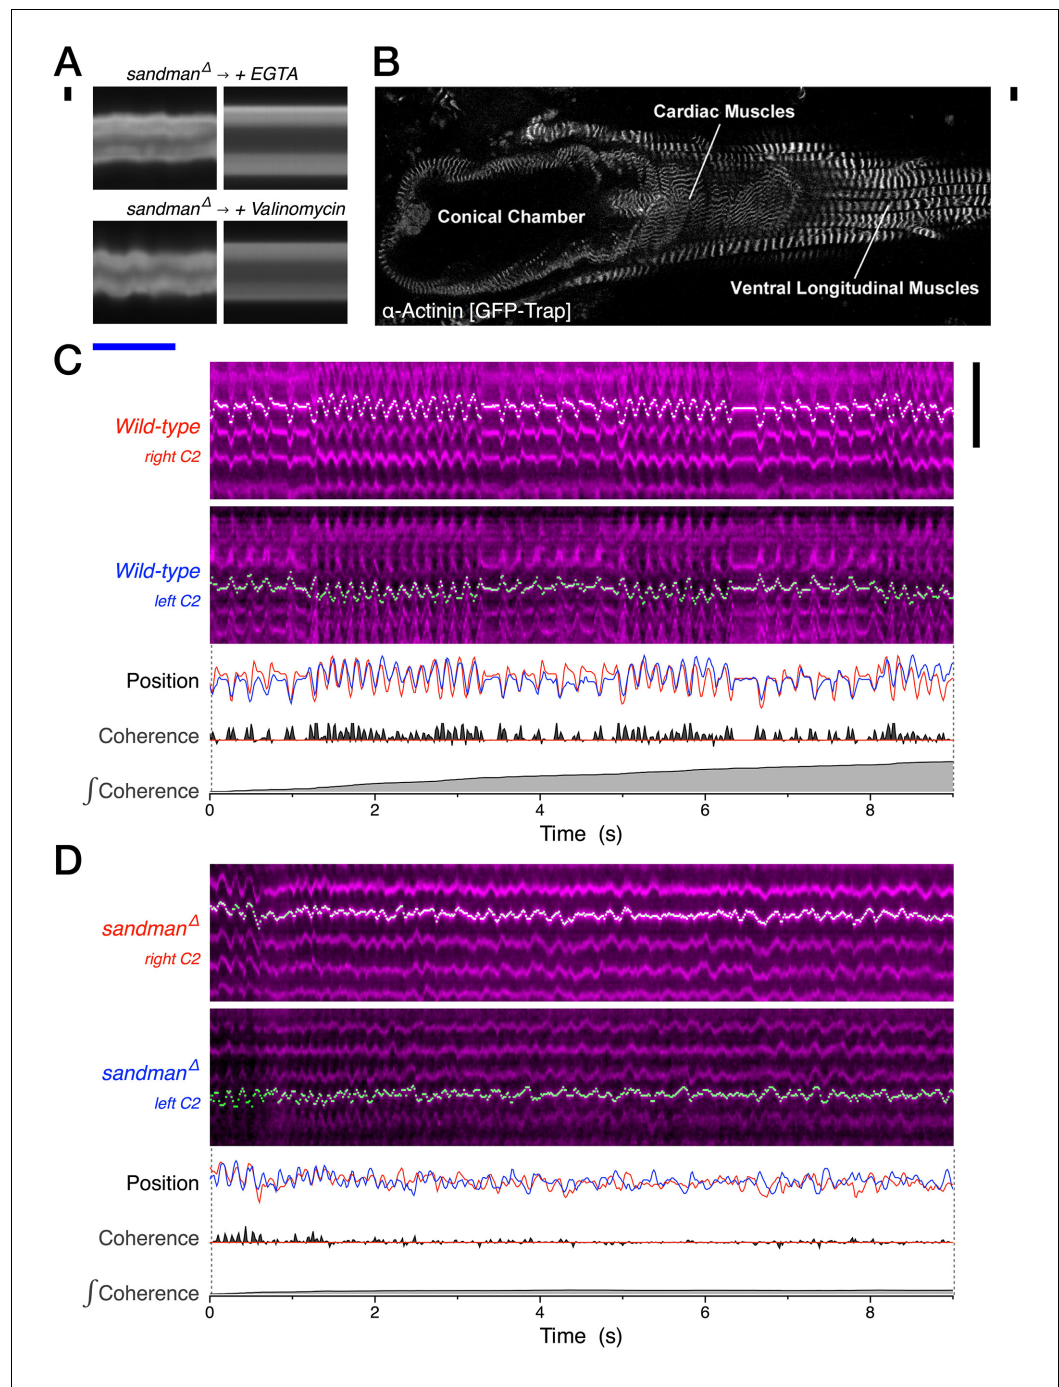 A
B
sandmanΔ → + EGTA
sandmanΔ → + Valinomycin
Cardiac Muscles
Conical Chamber
Ventral Longitudinal Muscles
α-Actinin [GFP-Trap]
C
Wild-type
right C2
Wild-type
left C2
Position
Coherence
∫Coherence
0 2 4 6 8
Time (s)
D
sandmanΔ
right C2
sandmanΔ
left C2
Position
Coherence
∫Coherence
0 2 4 6 8
Time (s)